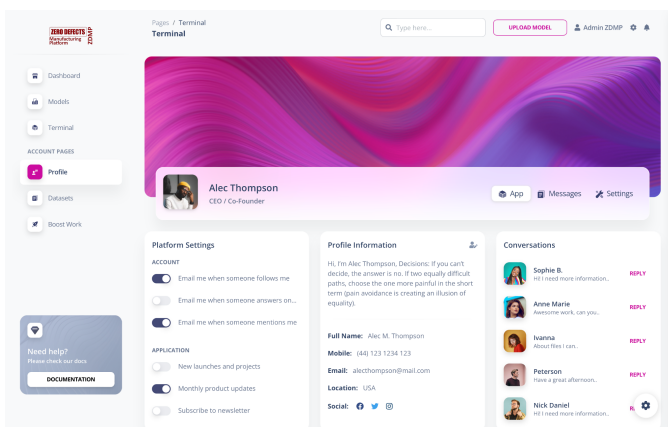 ZERO DEFECTS
Manufacturing
Platform
ZDMP
Pages / Terminal
Terminal
Type here...
UPLOAD MODEL
Admin ZDMP
Dashboard
Models
Terminal
ACCOUNT PAGES
Profile
Datasets
Boost Work
Need help?
Please check our docs
DOCUMENTATION
Alec Thompson
CEO / Co-Founder
App
Messages
Settings
Platform Settings
ACCOUNT
Email me when someone follows me
Email me when someone answers on...
Email me when someone mentions me
APPLICATION
New launches and projects
Monthly product updates
Subscribe to newsletter
Profile Information
Hi, I'm Alec Thompson, Decisions: If you can't
decide, the answer is no. If two equally difficult
paths, choose the one more painful in the short
term (pain avoidance is creating an illusion of
equality).
Full Name: Alec M. Thompson
Mobile: (44) 123 1234 123
Email: alecthompson@mail.com
Location: USA
Social:
Conversations
Sophie B.
Hi! I need more information..
REPLY
Anne Marie
Awesome work, can you..
REPLY
Ivanna
About files I can..
REPLY
Peterson
Have a great afternoon..
REPLY
Nick Daniel
Hi! I need more information..